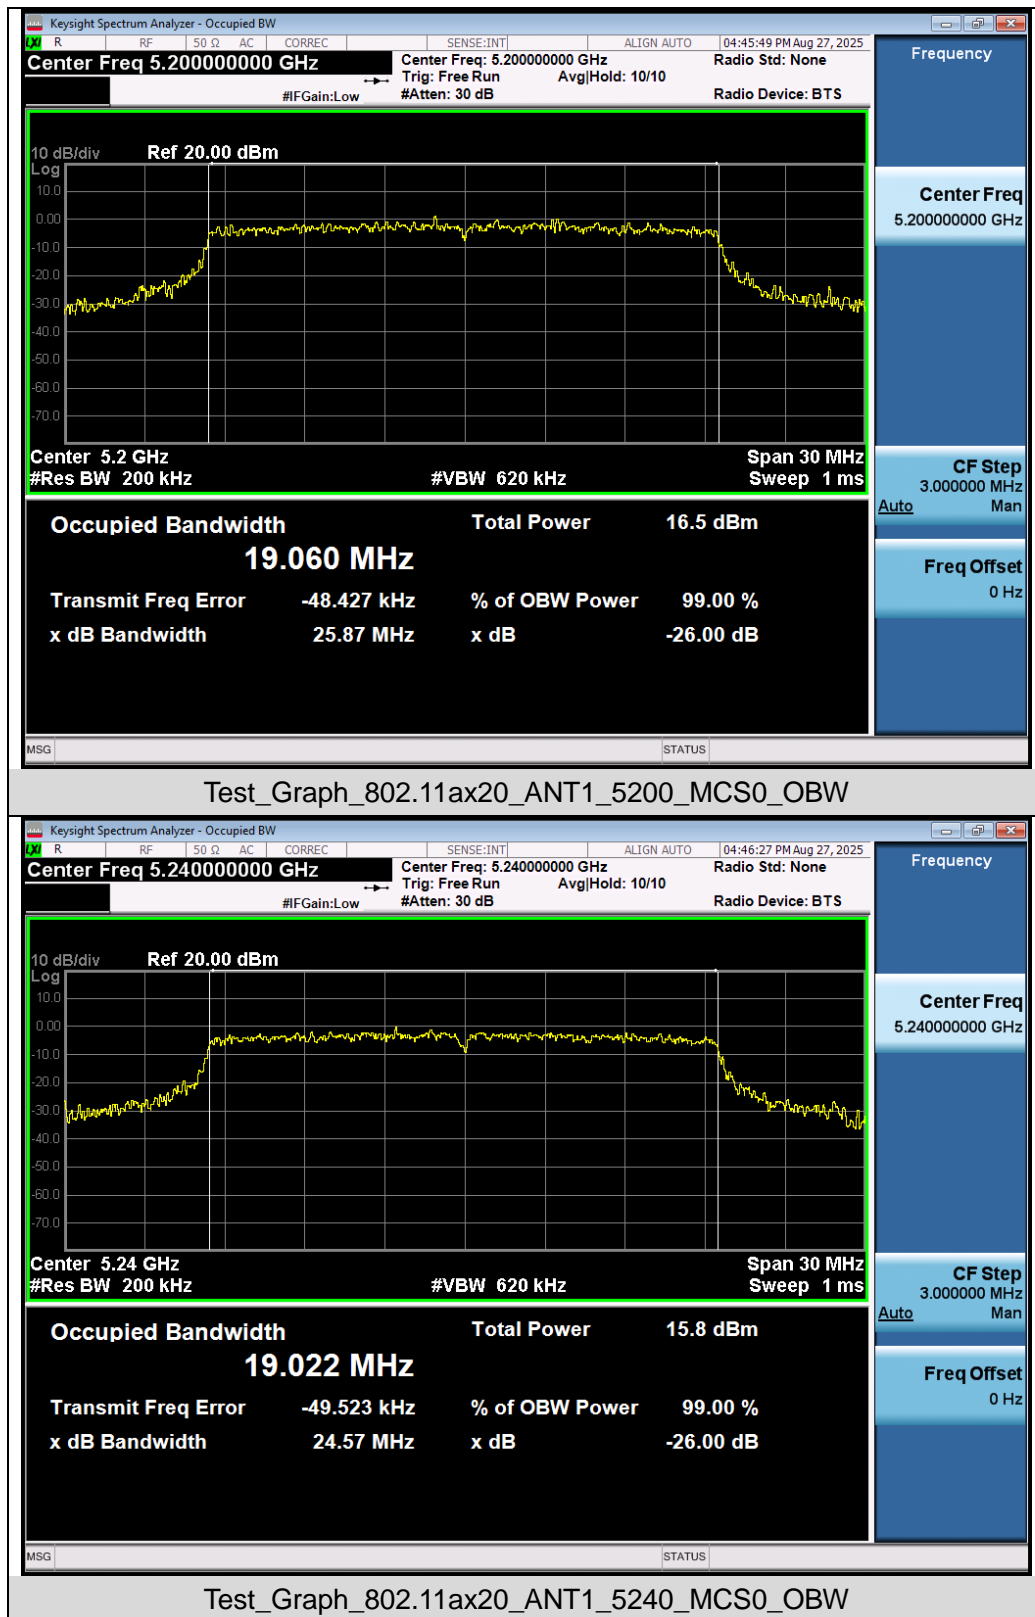 Keysight Spectrum Analyzer - Occupied BW
LXI R RF 50 Ω AC CORREC SENSE:INT ALIGN AUTO 04:45:49 PM Aug 27, 2025
Center Freq 5.200000000 GHz
Center Freq: 5.200000000 GHz
Radio Std: None
Trig: Free Run Avg|Hold: 10/10
#IFGain:Low
#Atten: 30 dB
Radio Device: BTS
Frequency
10 dB/div Ref 20.00 dBm
Log
10.0
0.00
-10.0
-20.0
-30.0
-40.0
-50.0
-60.0
-70.0
Center 5.2 GHz
Span 30 MHz
#Res BW 200 kHz
#VBW 620 kHz
Sweep 1 ms
Center Freq
5.200000000 GHz
CF Step
3.000000 MHz
Auto Man
Freq Offset
0 Hz
Occupied Bandwidth
19.060 MHz
Total Power 16.5 dBm
Transmit Freq Error -48.427 kHz
% of OBW Power 99.00 %
x dB Bandwidth 25.87 MHz
x dB -26.00 dB
MSG STATUS
Test_Graph_802.11ax20_ANT1_5200_MCS0_OBW
Keysight Spectrum Analyzer - Occupied BW
LXI R RF 50 Ω AC CORREC SENSE:INT ALIGN AUTO 04:46:27 PM Aug 27, 2025
Center Freq 5.240000000 GHz
Center Freq: 5.240000000 GHz
Radio Std: None
Trig: Free Run Avg|Hold: 10/10
#IFGain:Low
#Atten: 30 dB
Radio Device: BTS
Frequency
10 dB/div Ref 20.00 dBm
Log
10.0
0.00
-10.0
-20.0
-30.0
-40.0
-50.0
-60.0
-70.0
Center 5.24 GHz
Span 30 MHz
#Res BW 200 kHz
#VBW 620 kHz
Sweep 1 ms
Center Freq
5.240000000 GHz
CF Step
3.000000 MHz
Auto Man
Freq Offset
0 Hz
Occupied Bandwidth
19.022 MHz
Total Power 15.8 dBm
Transmit Freq Error -49.523 kHz
% of OBW Power 99.00 %
x dB Bandwidth 24.57 MHz
x dB -26.00 dB
MSG STATUS
Test_Graph_802.11ax20_ANT1_5240_MCS0_OBW